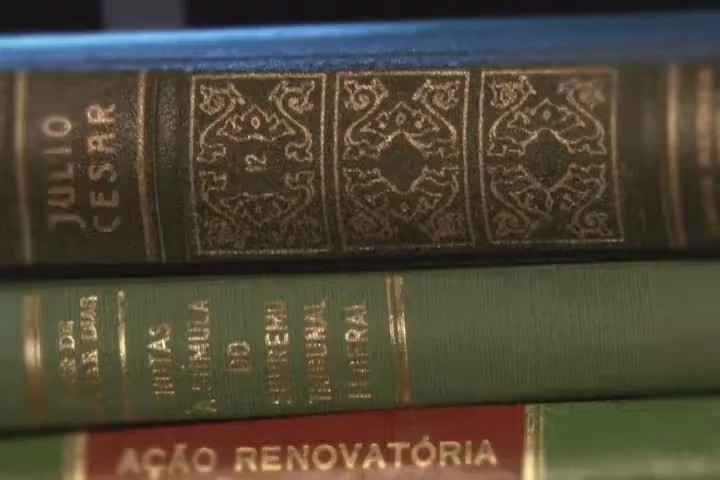 JULIO
CESAR
12
NOTAS
À SÚMULA
DO
SUPREMO
TRIBUNAL
FEDERAL
AÇÃO RENOVATÓRIA